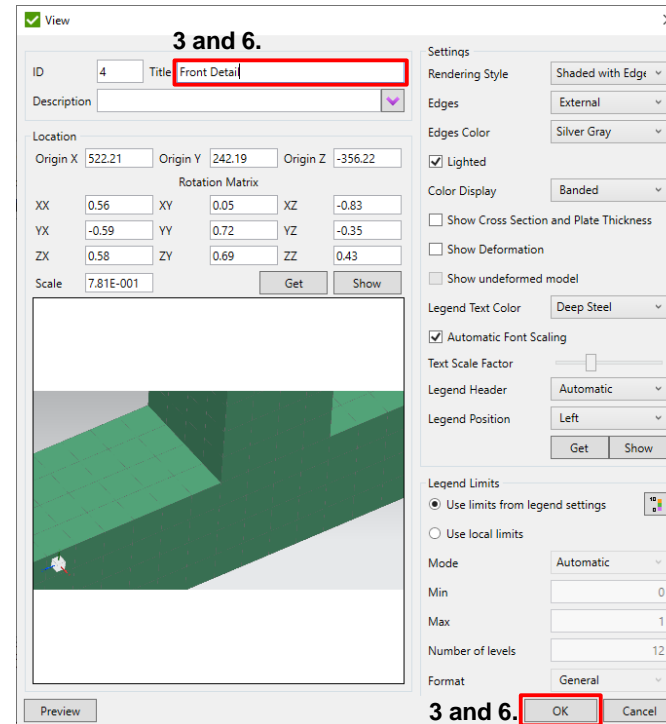 View
3 and 6.
ID 4 Title Front Detail
Description
Location
Origin X 522.21 Origin Y 242.19 Origin Z -356.22
Rotation Matrix
XX 0.56 XY 0.05 XZ -0.83
YX -0.59 YY 0.72 YZ -0.35
ZX 0.58 ZY 0.69 ZZ 0.43
Scale 7.81E-001 Get Show
Preview
Settings
Rendering Style Shaded with Edge
Edges External
Edges Color Silver Gray
Lighted
Color Display Banded
Show Cross Section and Plate Thickness
Show Deformation
Show undeformed model
Legend Text Color Deep Steel
Automatic Font Scaling
Text Scale Factor
Legend Header Automatic
Legend Position Left
Get Show
Legend Limits
Use limits from legend settings
Use local limits
Mode Automatic
Min 0
Max 1
Number of levels 12
Format General
3 and 6. OK Cancel